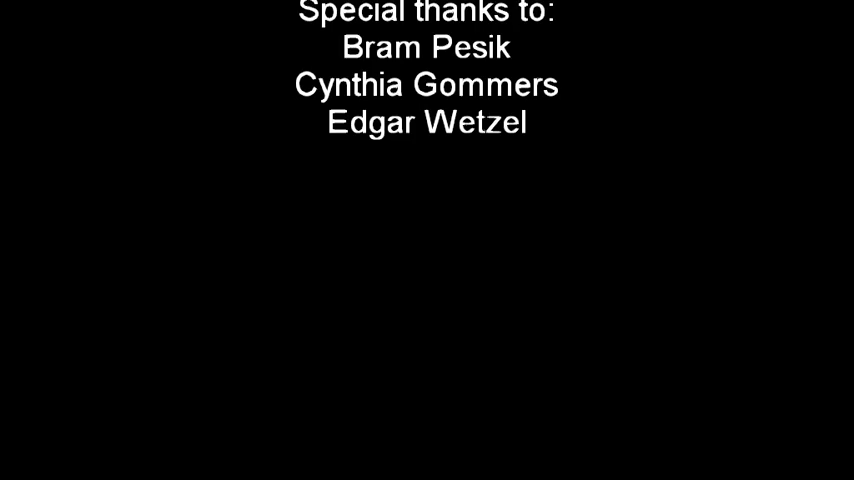 Special thanks to:
Bram Pesik
Cynthia Gommers
Edgar Wetzel